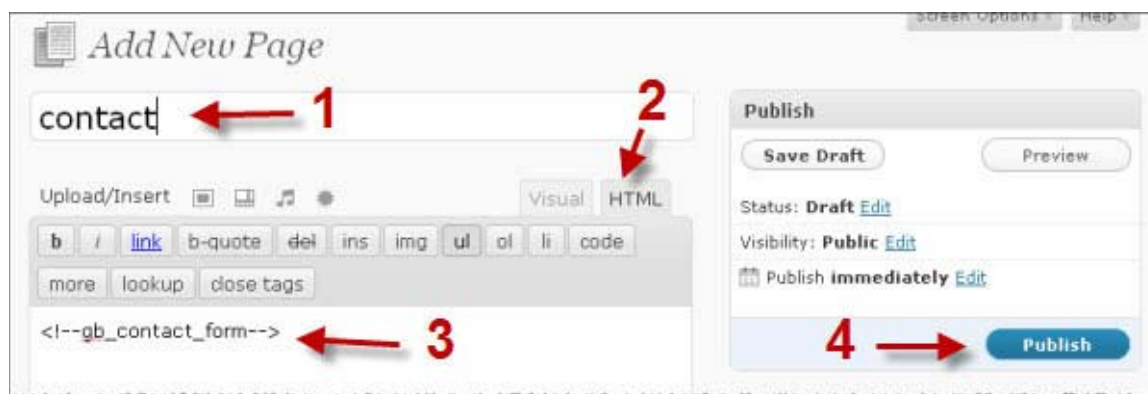 Screen Options Help
Add New Page
contact
1
2
Publish
Save Draft Preview
Upload/Insert Visual HTML
Status: Draft Edit
b i link b-quote del ins img ul ol li code
Visibility: Public Edit
more lookup close tags
Publish immediately Edit
<!--gb_contact_form-->
3
4
Publish